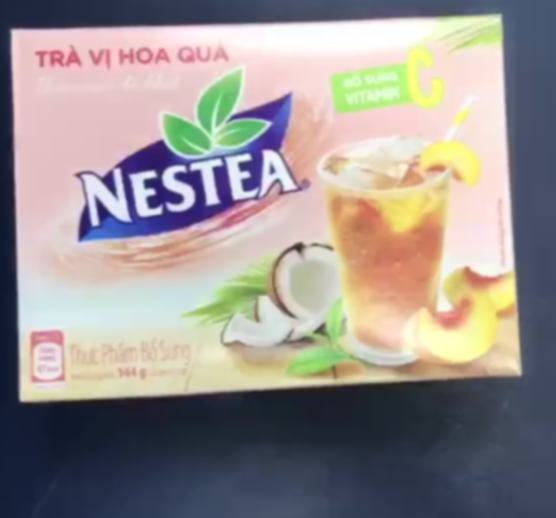 TRÀ VỊ HOA QUẢ
BỔ SUNG
VITAMIN C
NESTEA
Thực Phẩm Bổ Sung
144 g